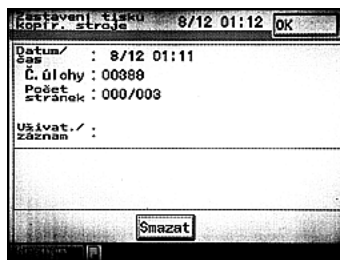 Zastavení tisku
kopír. stroje 8/12 01:12 OK
Datum/
čas : 8/12 01:11
Č.úlohy : 00388
Počet
stránek : 000/003
Uživat./
záznam :
Smazat